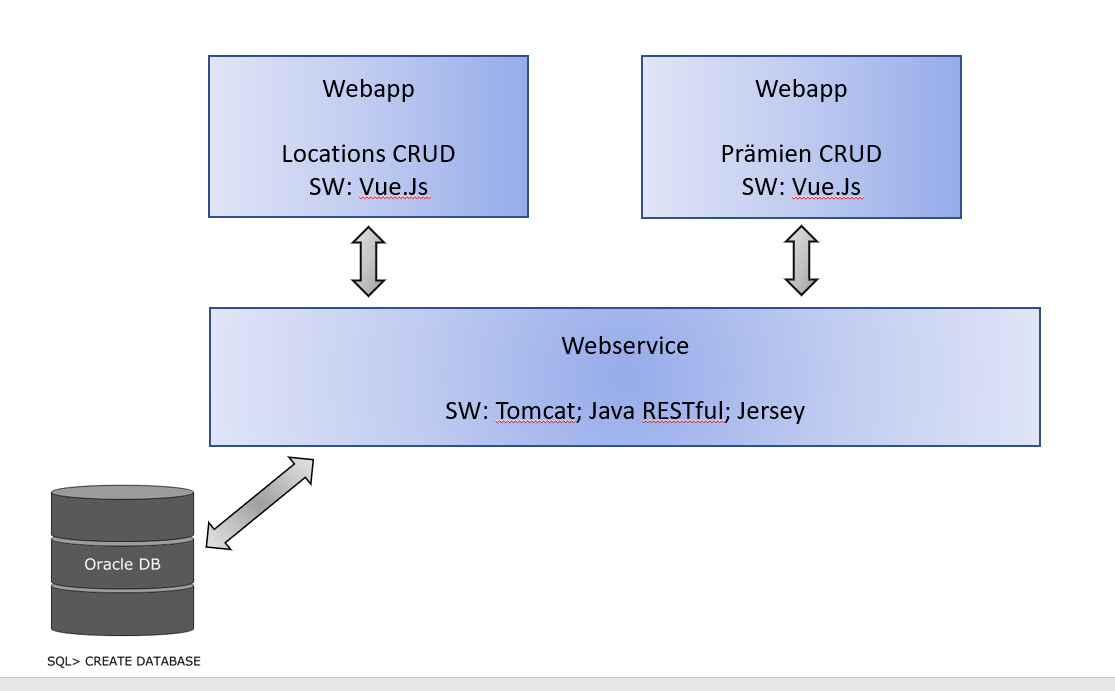 Webapp
Locations CRUD
SW: Vue.Js
Webapp
Prämien CRUD
SW: Vue.Js
Webservice
SW: Tomcat; Java RESTful; Jersey
Oracle DB
SQL> CREATE DATABASE